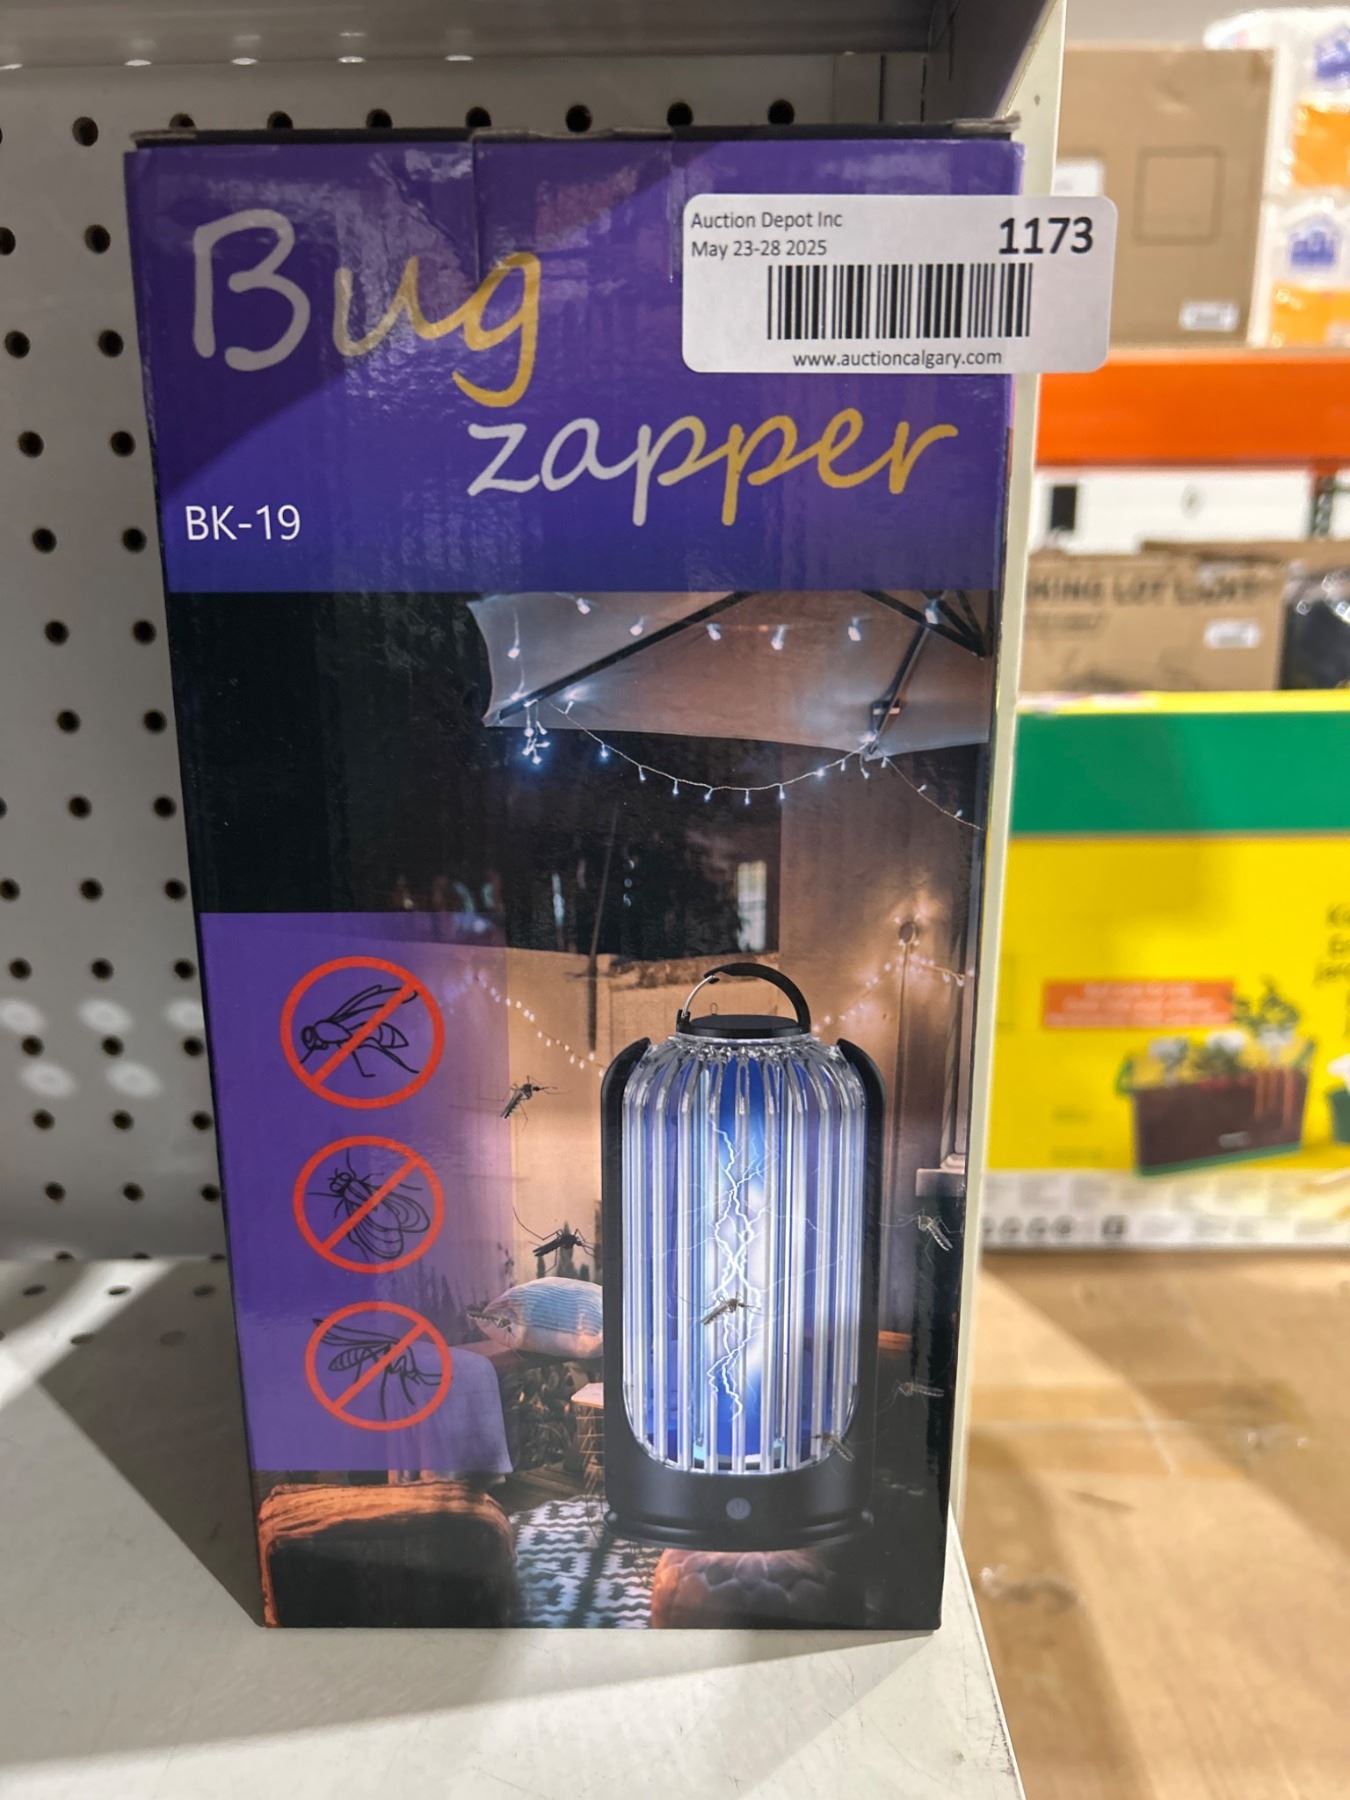 Auction Depot Inc
1173
May 23-28 2025
www.auctioncalgary.com
Bug
zapper
BK-19